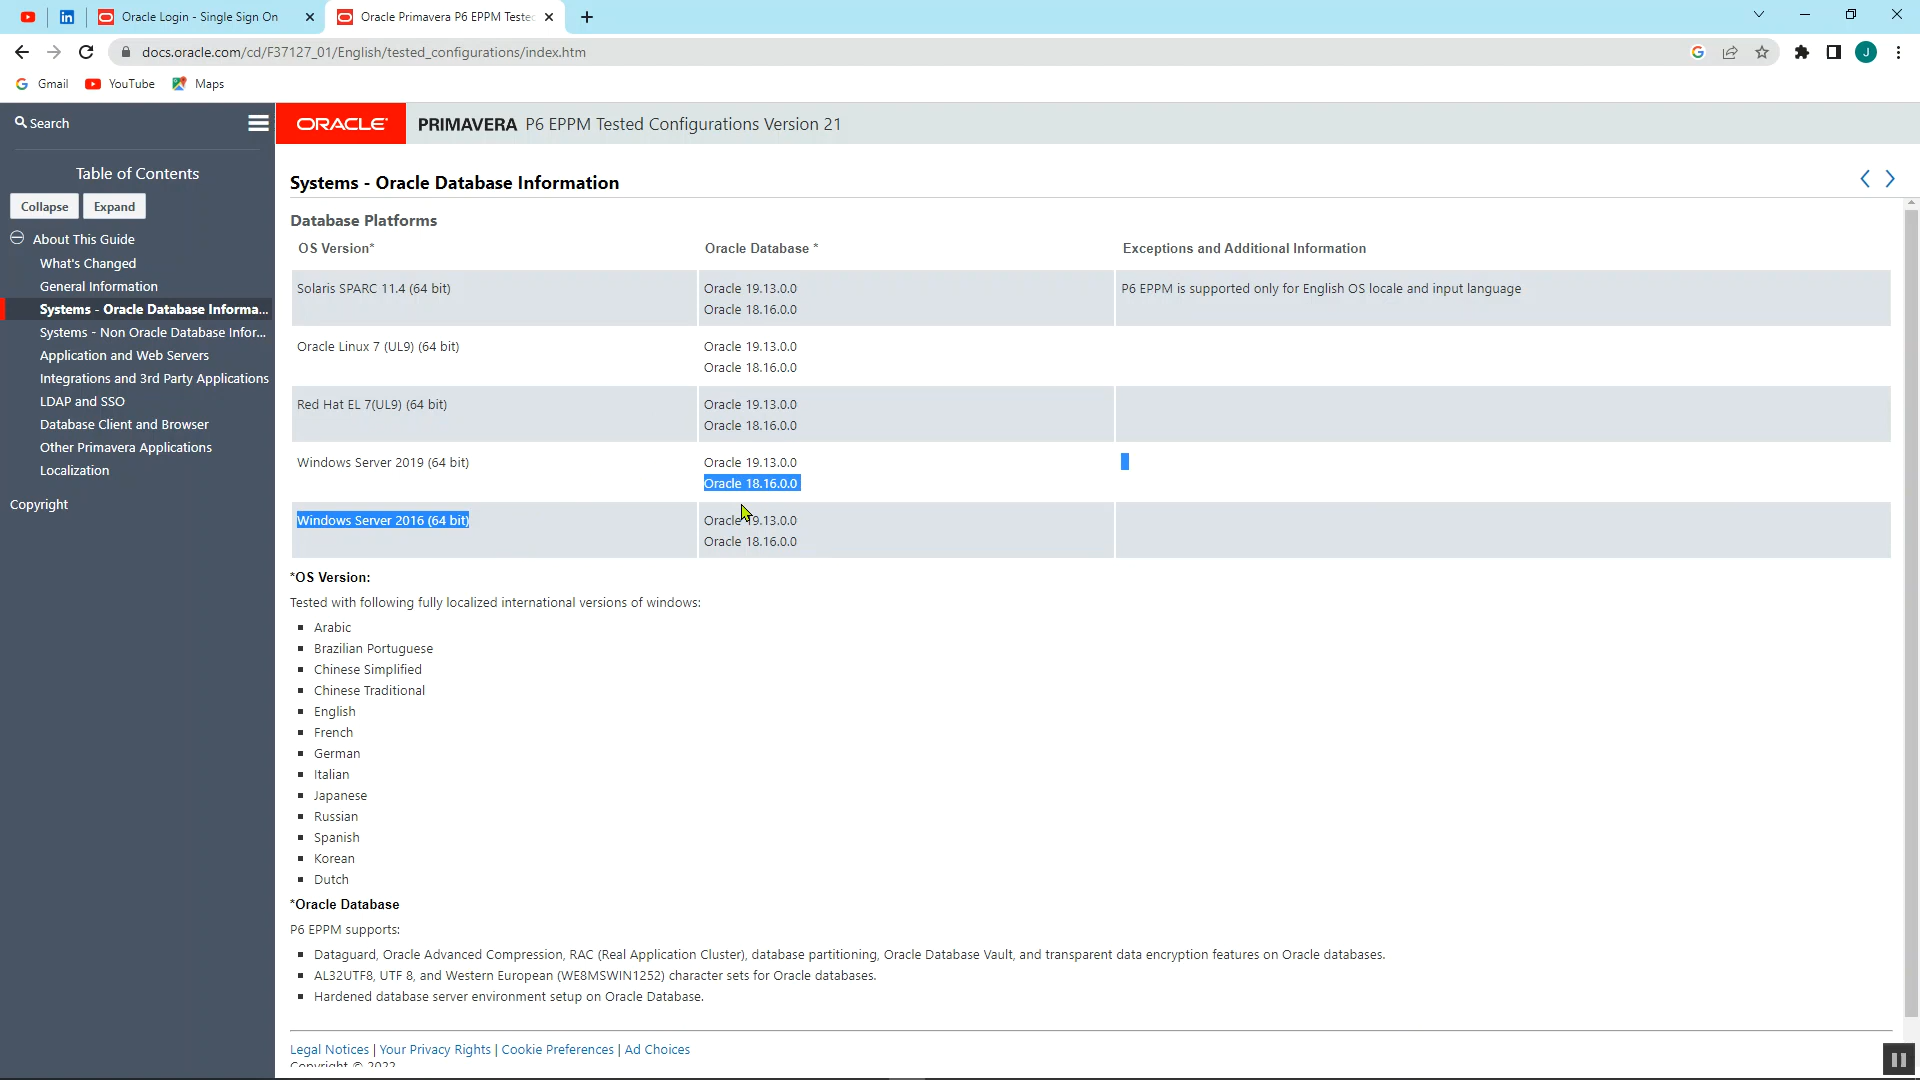 Oracle Login - Single Sign On
Oracle Primavera P6 EPPM Teste
docs.oracle.com/cd/F37127_01/English/tested_configurations/index.htm
J
Gmail
YouTube
Maps
Search
ORACLE
PRIMAVERA P6 EPPM Tested Configurations Version 21
Table of Contents
Collapse
Expand
About This Guide
What's Changed
General Information
Systems - Oracle Database Informa...
Systems - Non Oracle Database Infor...
Application and Web Servers
Integrations and 3rd Party Applications
LDAP and SSO
Database Client and Browser
Other Primavera Applications
Localization
Copyright
Systems - Oracle Database Information
Database Platforms
OS Version* Oracle Database * Exceptions and Additional Information
Solaris SPARC 11.4 (64 bit) Oracle 19.13.0.0 P6 EPPM is supported only for English OS locale and input language
Oracle 18.16.0.0
Oracle Linux 7 (UL9) (64 bit) Oracle 19.13.0.0
Oracle 18.16.0.0
Red Hat EL 7(UL9) (64 bit) Oracle 19.13.0.0
Oracle 18.16.0.0
Windows Server 2019 (64 bit) Oracle 19.13.0.0
Oracle 18.16.0.0
Windows Server 2016 (64 bit) Oracle 19.13.0.0
Oracle 18.16.0.0
*OS Version:
Tested with following fully localized international versions of windows:
▪ Arabic
▪ Brazilian Portuguese
▪ Chinese Simplified
▪ Chinese Traditional
▪ English
▪ French
▪ German
▪ Italian
▪ Japanese
▪ Russian
▪ Spanish
▪ Korean
▪ Dutch
*Oracle Database
P6 EPPM supports:
▪ Dataguard, Oracle Advanced Compression, RAC (Real Application Cluster), database partitioning, Oracle Database Vault, and transparent data encryption features on Oracle databases.
▪ AL32UTF8, UTF 8, and Western European (WE8MSWIN1252) character sets for Oracle databases.
▪ Hardened database server environment setup on Oracle Database.
Legal Notices | Your Privacy Rights | Cookie Preferences | Ad Choices
Copyright © 2022